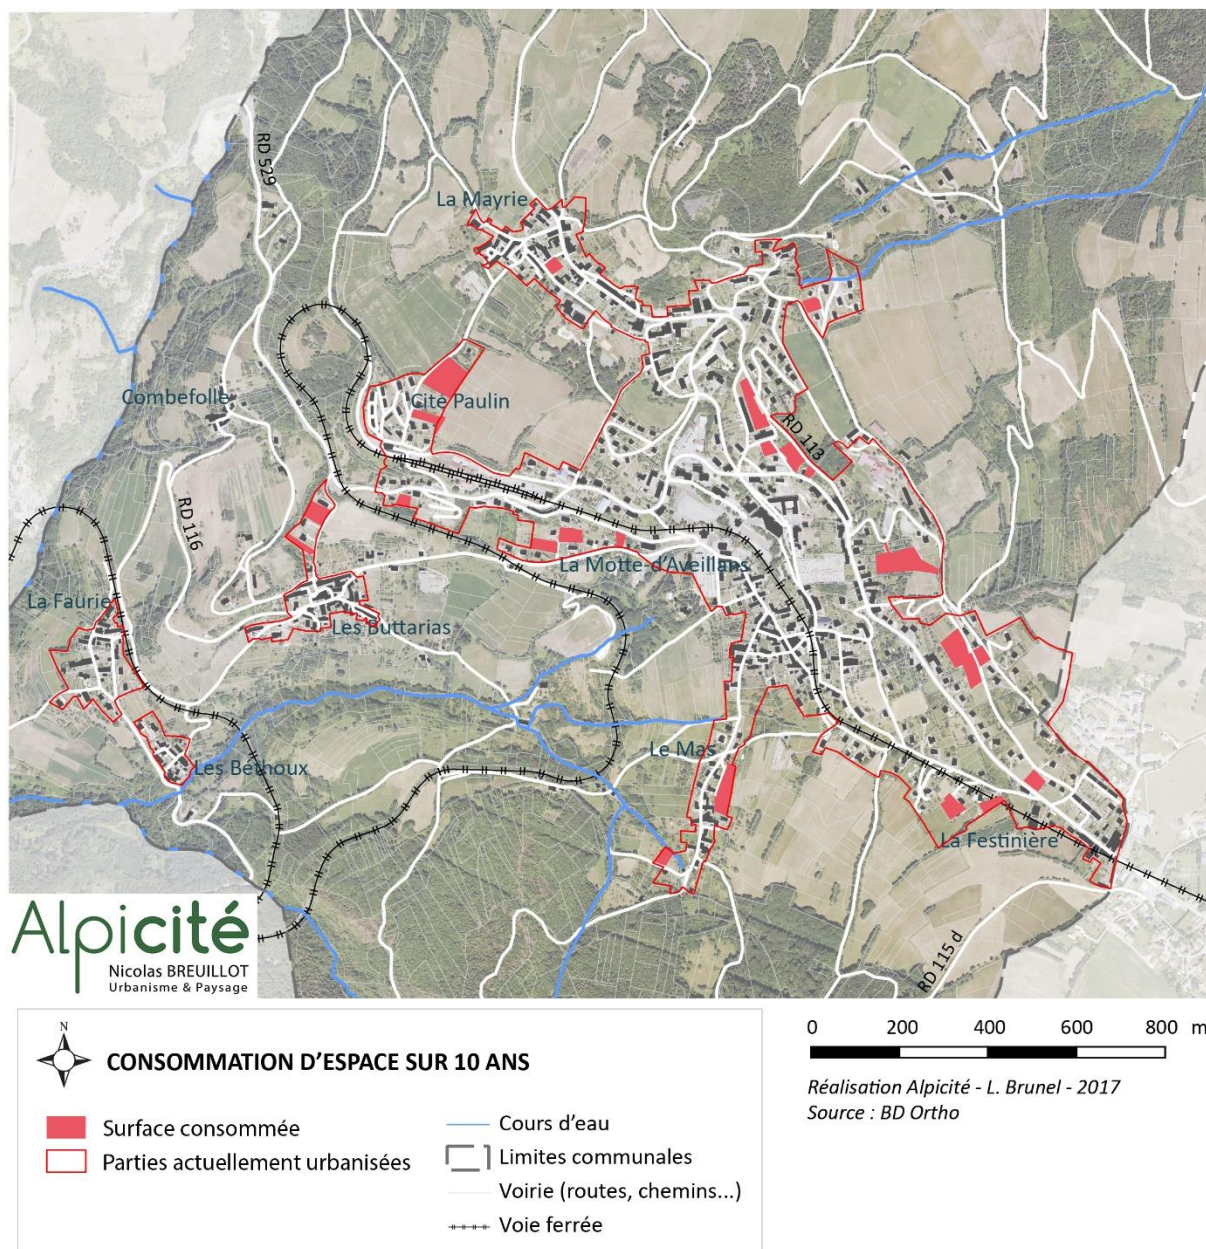 RD 529
La Mayrie
Combefolle
Cité Paulin
RD 113
RD 116
La Motte-d'Aveillans
La Faurie
Les Buttarias
Le Mas
Les Béthoux
La Festinière
RD 115 d
Alpicité
Nicolas BREUILLOT
Urbanisme & Paysage
N
CONSOMMATION D'ESPACE SUR 10 ANS
Surface consommée
Parties actuellement urbanisées
Cours d'eau
Limites communales
Voirie (routes, chemins...)
Voie ferrée
0 200 400 600 800 m
Réalisation Alpicité - L. Brunel - 2017
Source : BD Ortho